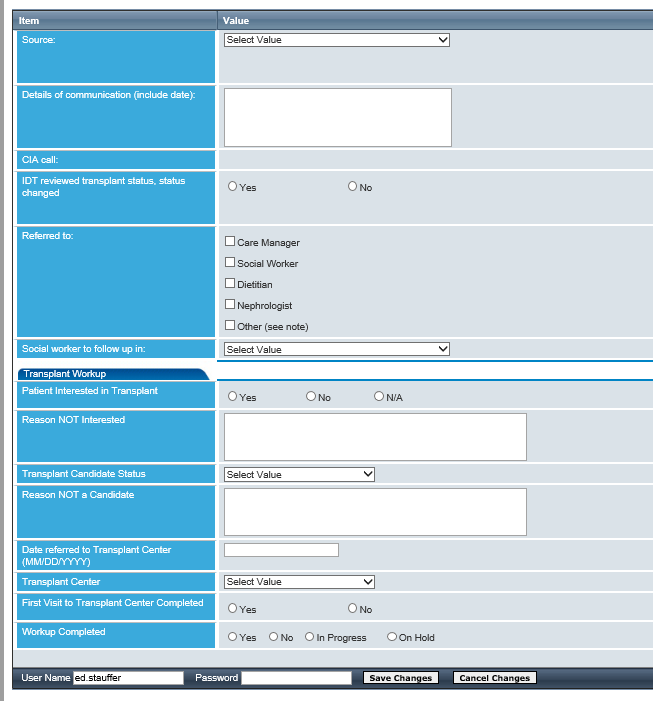 Item Value
Source: Select Value
Details of communication (include date):
CIA call:
IDT reviewed transplant status, status
changed
Yes No
Referred to:
Care Manager
Social Worker
Dietitian
Nephrologist
Other (see note)
Social worker to follow up in: Select Value
Transplant Workup
Patient Interested in Transplant
Yes No N/A
Reason NOT Interested
Transplant Candidate Status Select Value
Reason NOT a Candidate
Date referred to Transplant Center
(MM/DD/YYYY)
Transplant Center Select Value
First Visit to Transplant Center Completed
Yes No
Workup Completed
Yes No In Progress On Hold
User Name ed.stauffer Password Save Changes Cancel Changes